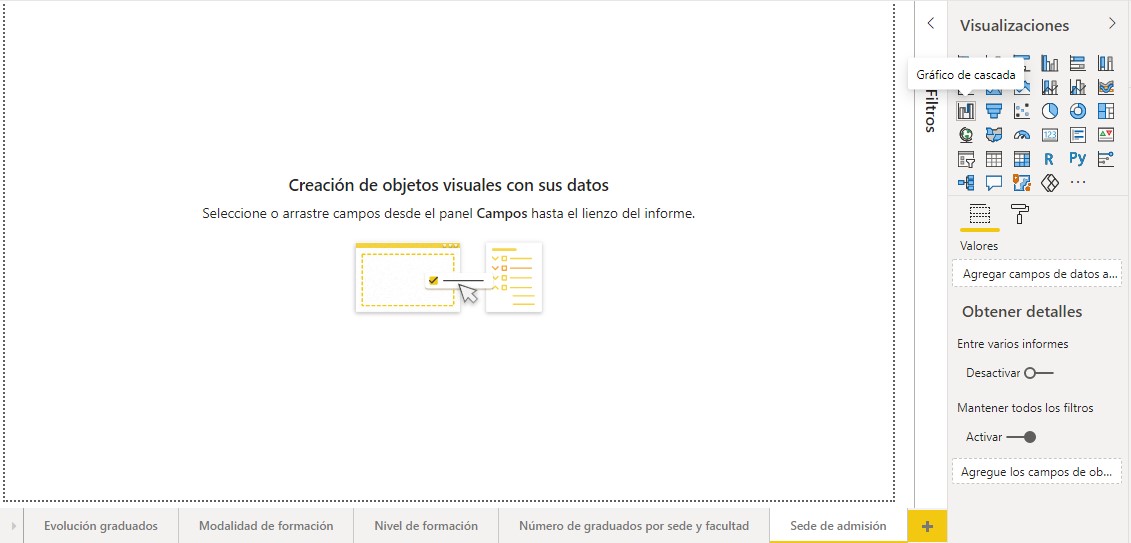 Visualizaciones
Gráfico de cascada
Filtros
123
R
Py
Creación de objetos visuales con sus datos
Seleccione o arrastre campos desde el panel Campos hasta el lienzo del informe.
Valores
Agregar campos de datos a...
Obtener detalles
Entre varios informes
Desactivar
Mantener todos los filtros
Activar
Agregue los campos de ob...
Evolución graduados
Modalidad de formación
Nivel de formación
Número de graduados por sede y facultad
Sede de admisión